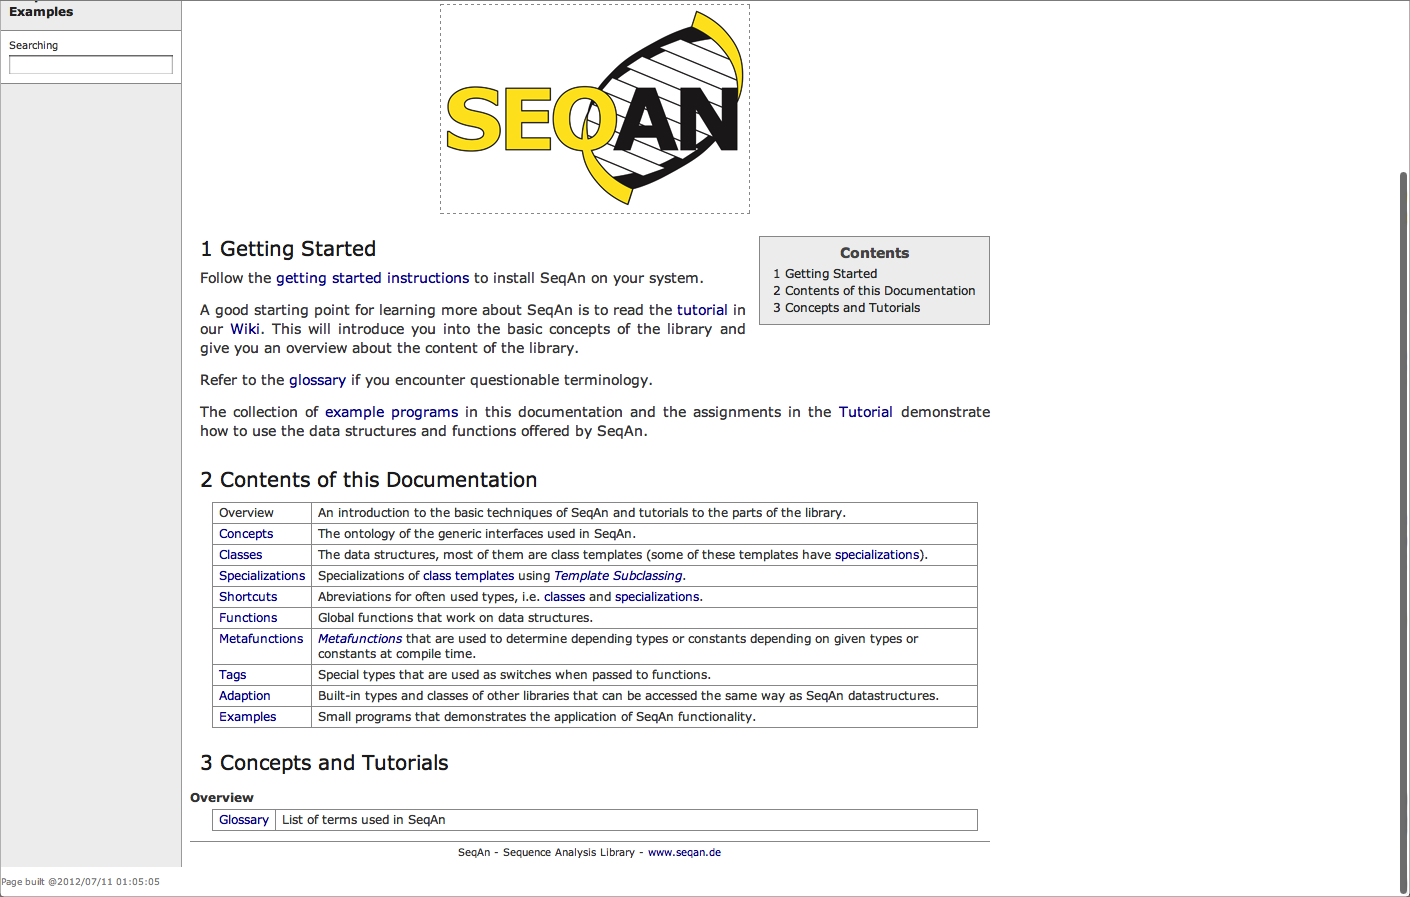 Examples
Searching
SEQAN
1 Getting Started
Follow the getting started instructions to install SeqAn on your system.
A good starting point for learning more about SeqAn is to read the tutorial in
our Wiki. This will introduce you into the basic concepts of the library and
give you an overview about the content of the library.
Refer to the glossary if you encounter questionable terminology.
The collection of example programs in this documentation and the assignments in the Tutorial demonstrate
how to use the data structures and functions offered by SeqAn.
Contents
1 Getting Started
2 Contents of this Documentation
3 Concepts and Tutorials
2 Contents of this Documentation
Overview An introduction to the basic techniques of SeqAn and tutorials to the parts of the library.
Concepts The ontology of the generic interfaces used in SeqAn.
Classes The data structures, most of them are class templates (some of these templates have specializations).
Specializations Specializations of class templates using Template Subclassing.
Shortcuts Abreviations for often used types, i.e. classes and specializations.
Functions Global functions that work on data structures.
Metafunctions Metafunctions that are used to determine depending types or constants depending on given types or
constants at compile time.
Tags Special types that are used as switches when passed to functions.
Adaption Built-in types and classes of other libraries that can be accessed the same way as SeqAn datastructures.
Examples Small programs that demonstrates the application of SeqAn functionality.
3 Concepts and Tutorials
Overview
Glossary List of terms used in SeqAn
SeqAn - Sequence Analysis Library - www.seqan.de
Page built @2012/07/11 01:05:05